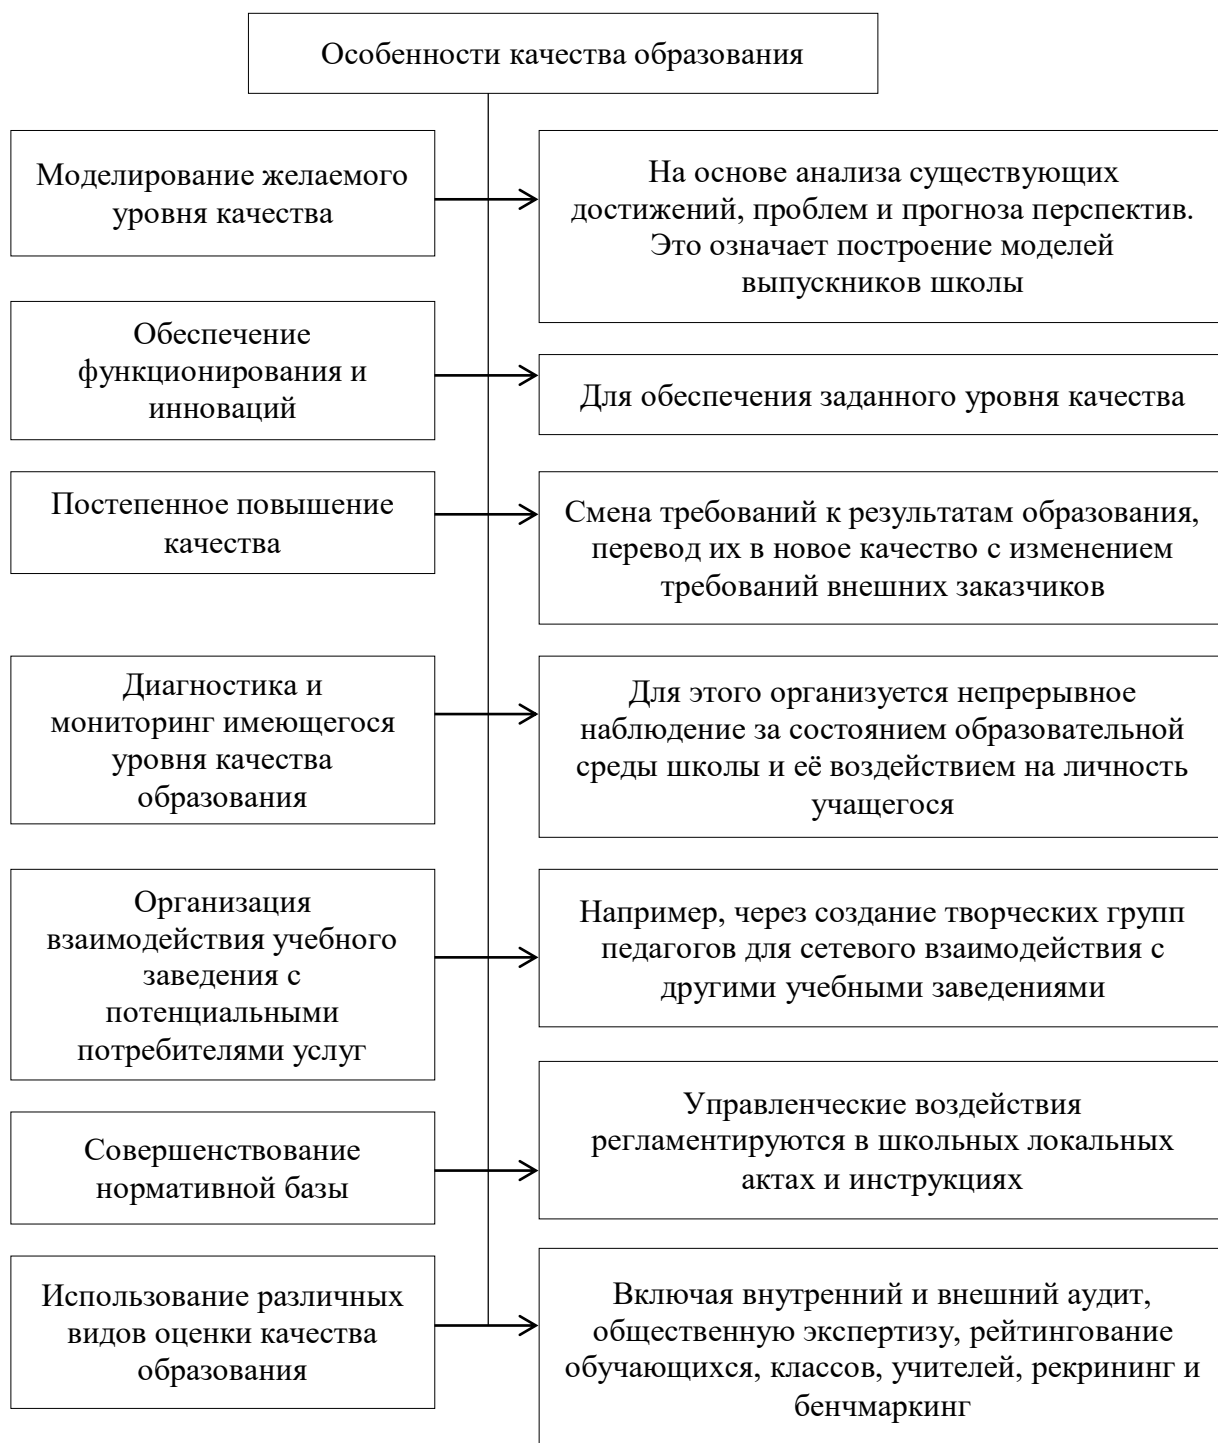 Особенности качества образования
Моделирование желаемого
уровня качества
На основе анализа существующих
достижений, проблем и прогноза перспектив.
Это означает построение моделей
выпускников школы
Обеспечение
функционирования и
инноваций
Для обеспечения заданного уровня качества
Постепенное повышение
качества
Смена требований к результатам образования,
перевод их в новое качество с изменением
требований внешних заказчиков
Диагностика и
мониторинг имеющегося
уровня качества
образования
Для этого организуется непрерывное
наблюдение за состоянием образовательной
среды школы и её воздействием на личность
учащегося
Организация
взаимодействия учебного
заведения с
потенциальными
потребителями услуг
Например, через создание творческих групп
педагогов для сетевого взаимодействия с
другими учебными заведениями
Совершенствование
нормативной базы
Управленческие воздействия
регламентируются в школьных локальных
актах и инструкциях
Использование различных
видов оценки качества
образования
Включая внутренний и внешний аудит,
общественную экспертизу, рейтингование
обучающихся, классов, учителей, рекрининг и
бенчмаркинг